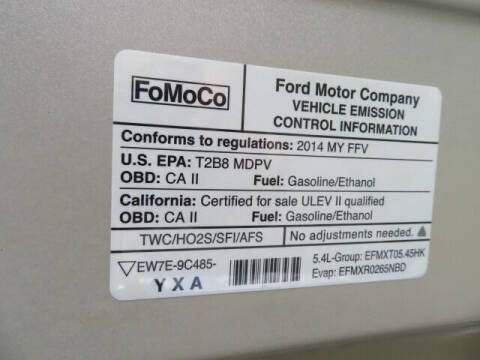 FoMoCo
Ford Motor Company
VEHICLE EMISSION
CONTROL INFORMATION
Conforms to regulations: 2014 MY FFV
U.S. EPA: T2B8 MDPV
OBD: CA II Fuel: Gasoline/Ethanol
California: Certified for sale ULEV II qualified
OBD: CA II Fuel: Gasoline/Ethanol
TWC/HO2S/SFI/AFS No adjustments needed.
EW7E-9C485-
YXA
5.4L-Group: EFMXT05.45HK
Evap: EFMXR0265NBD